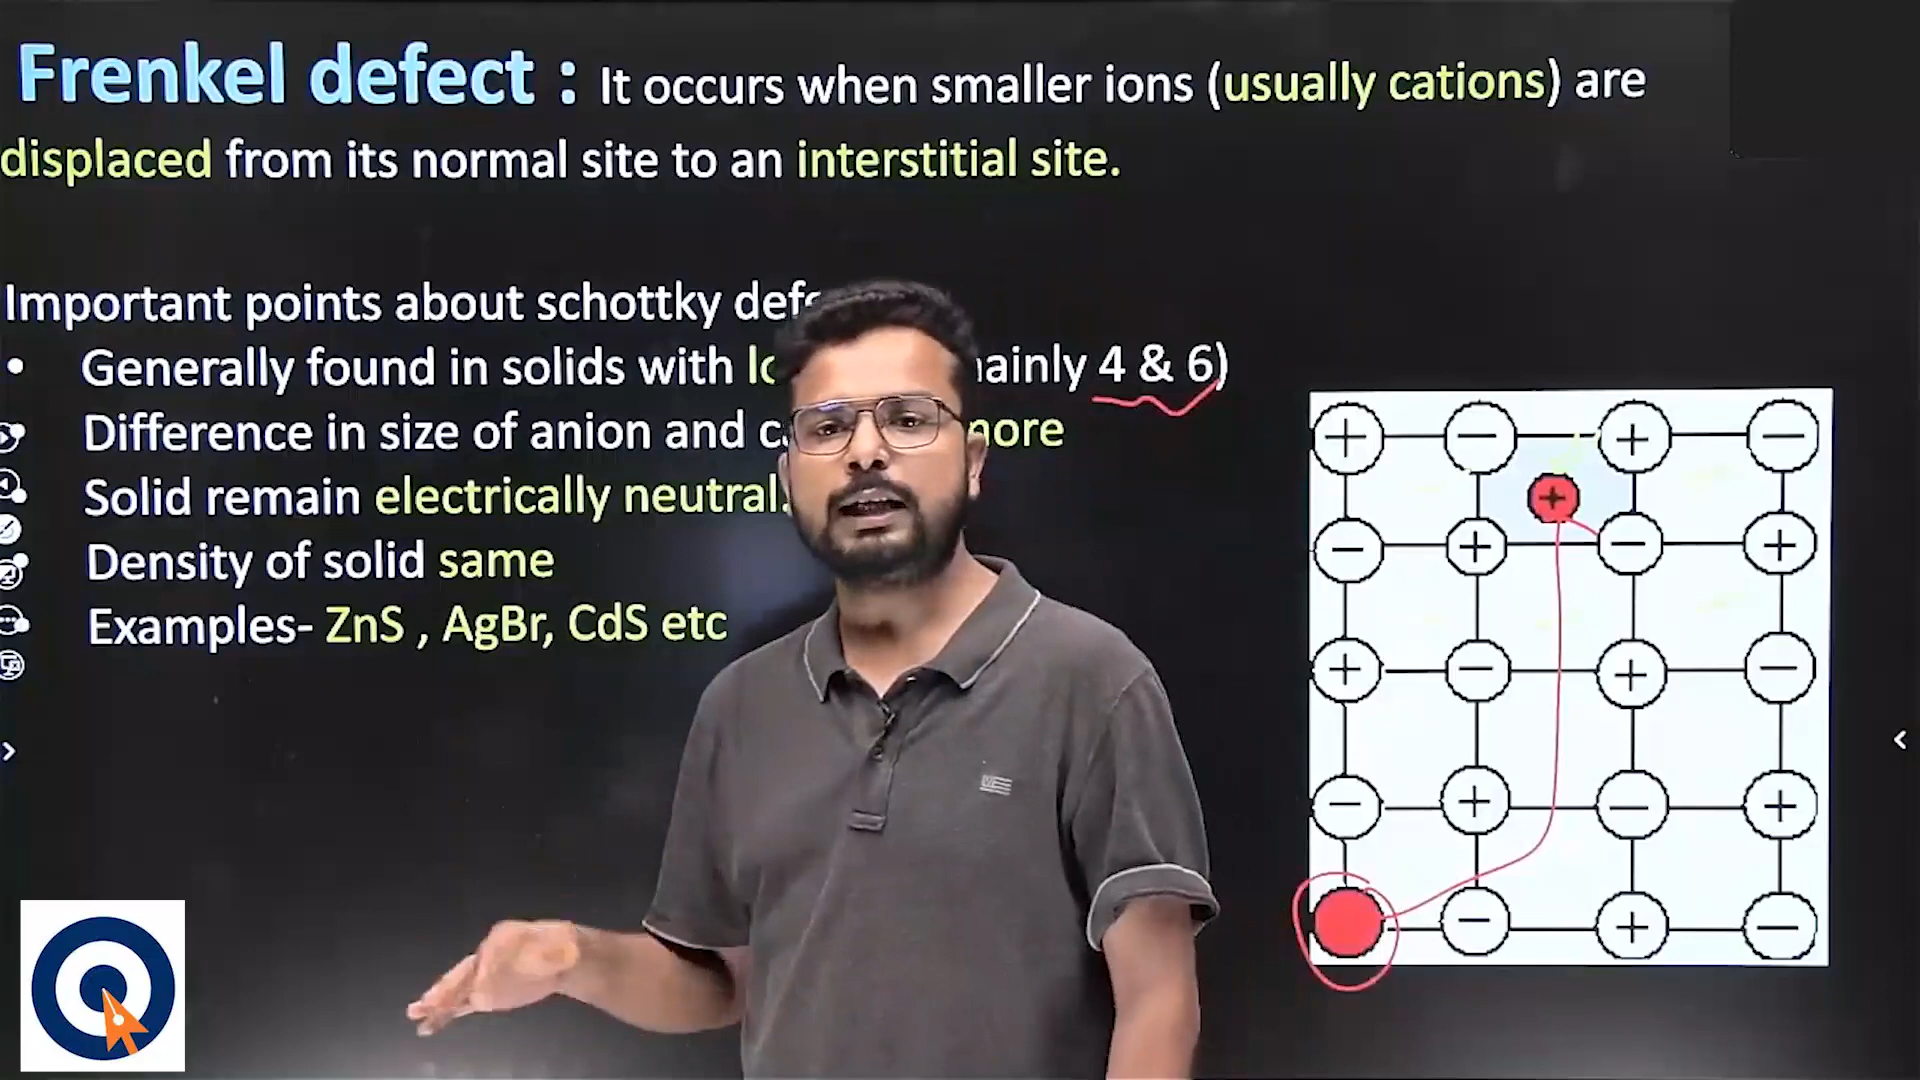 Frenkel defect : It occurs when smaller ions (usually cations) are
displaced from its normal site to an interstitial site.
Important points about schottky
• Generally found in solids with 4 & 6)
Difference in size of anion and
Solid remain electrically neutral.
Density of solid same
Examples- ZnS , AgBr, CdS etc
+ − + −
+
− + − +
+ − + −
− + − +
− + −